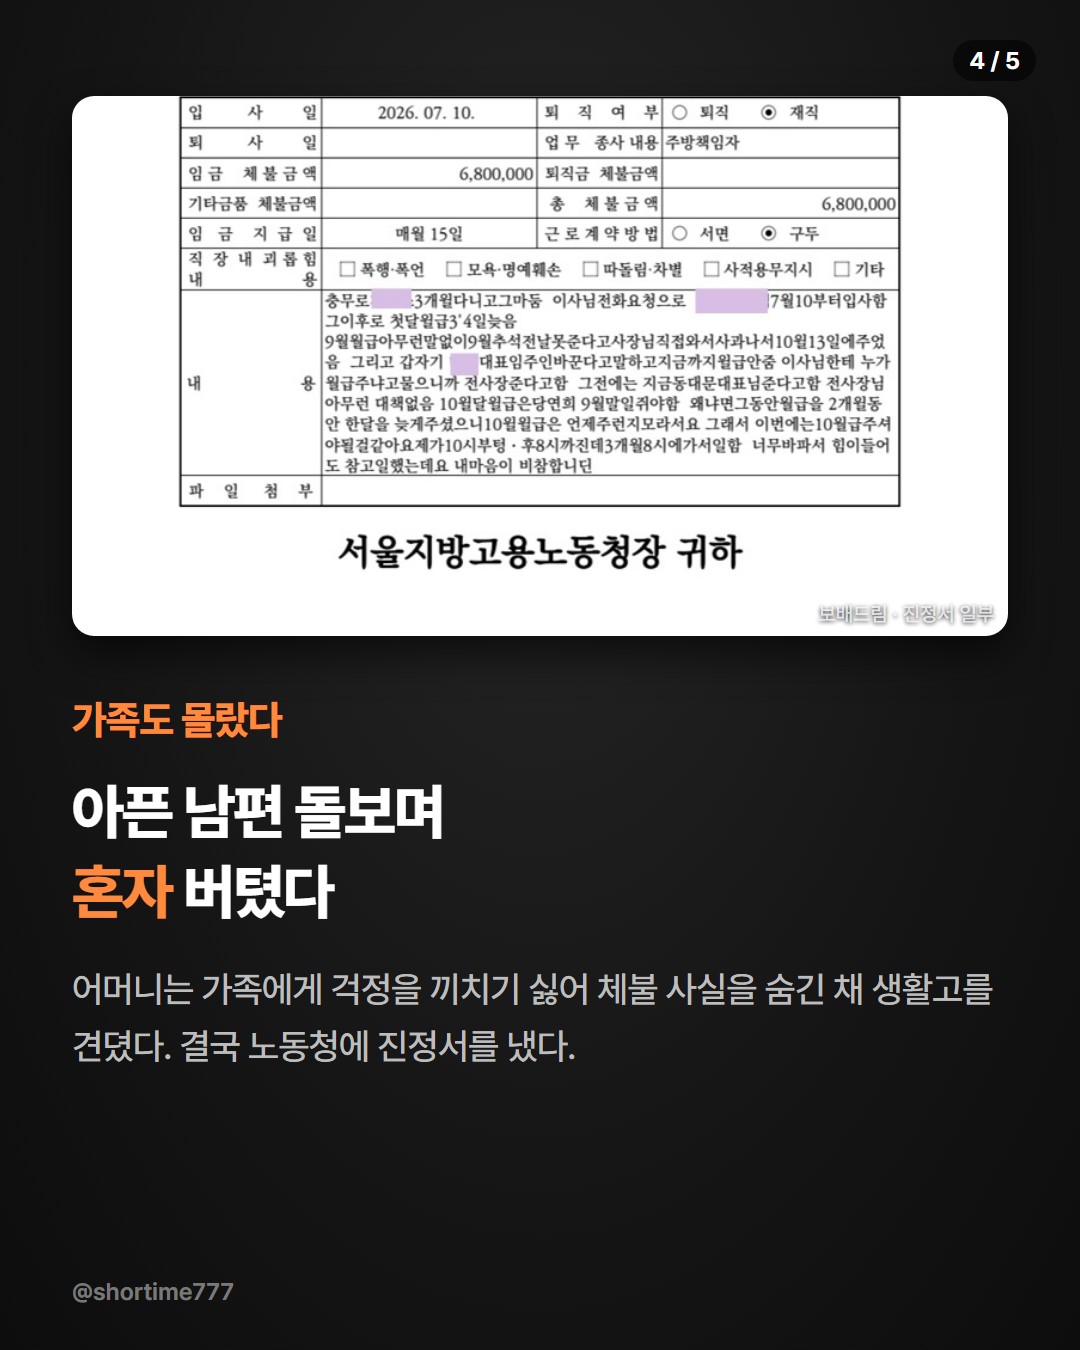 4 / 5
입 사 일 2026. 07. 10. 퇴 직 여 부 ○ 퇴직 ◉ 재직
퇴 사 일 업 무 종사 내용 주방책임자
임 금 체 불 금 액 6,800,000 퇴직금 체불금액
기타금품 체불금액 총 체 불 금 액 6,800,000
임 금 지 급 일 매월 15일 근 로 계 약 방 법 ○ 서면 ◉ 구두
직 장 내 괴 롭 힘
내 용
□ 폭행·폭언 □ 모욕·명예훼손 □ 따돌림·차별 □ 사적용무지시 □ 기타
내 용
충무로 3개월다니고그마둠 이사님전화요청으로 7월10부터입사함
그이후로 첫달월급3'4일늦음
9월월급아무런말없이9월추석전날못준다고사장님직접와서사과나서10월13일에주었
음 그리고 갑자기 대표임주인바꾼다고말하고지금까지월급안줌 이사님한테 누가
월급주냐고물으니까 전사장준다고함 그전에는 지금동대문대표님준다고함 전사장님
아무런 대책없음 10월달월급은당연희 9월말일줘야함 왜냐면그동안월급을 2개월동
안 한달을 늦게주셨으니10월월급은 언제주런지모라서요 그래서 이번에는10월급주셔
야될걸같아요제가10시부텅 · 후8시까진데3개월8시에가서일함 너무바파서 힘이들어
도 참고일했는데요 내마음이 비참합니딘
파 일 첨 부
서울지방고용노동청장 귀하
보배드림 · 진정서 일부
가족도 몰랐다
아픈 남편 돌보며
혼자 버텼다
어머니는 가족에게 걱정을 끼치기 싫어 체불 사실을 숨긴 채 생활고를
견뎠다. 결국 노동청에 진정서를 냈다.
@shortime777